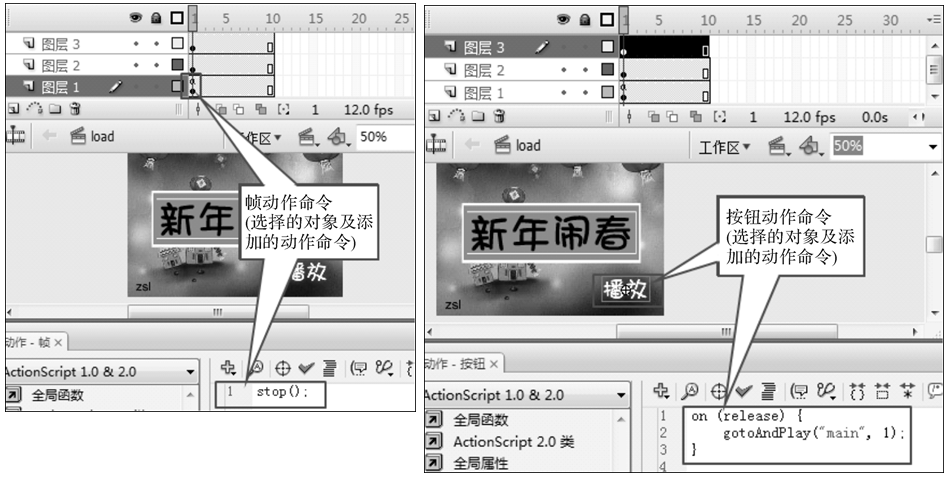 1 5 10 15 20 25
图层 3
图层 2
图层 1
1 12.0 fps
load
作区
50%
帧动作命令
(选择的对象及添
加的动作命令)
新年
播放
zsl
动作 - 帧 ×
ActionScript 1.0 & 2.0
全局函数
1 stop();
1 5 10 15 20 25 30
图层 3
图层 2
图层 1
1 12.0 fps 0.0s
load
工作区
50%
按钮动作命令
(选择的对象及添
加的动作命令)
新年闹春
播放
zsl
动作 - 按钮 ×
ActionScript 1.0 & 2.0
全局函数
ActionScript 2.0 类
全局属性
1 on (release) {
2 gotoAndPlay("main", 1);
3 }
4